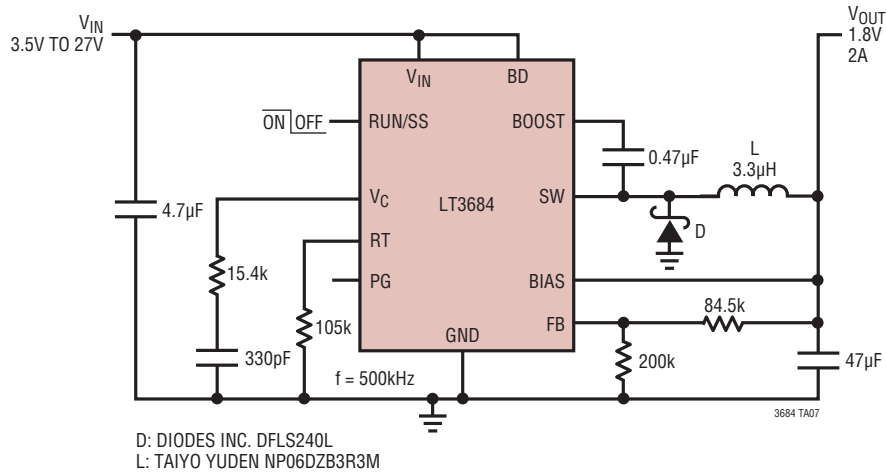 VIN
3.5V TO 27V
VOUT
1.8V
2A
VIN
BD
ON OFF
RUN/SS
BOOST
0.47µF
L
3.3µH
VC
LT3684
SW
4.7µF
D
RT
15.4k
PG
BIAS
84.5k
105k
FB
GND
330pF
200k
47µF
f = 500kHz
3684 TA07
D: DIODES INC. DFLS240L
L: TAIYO YUDEN NP06DZB3R3M